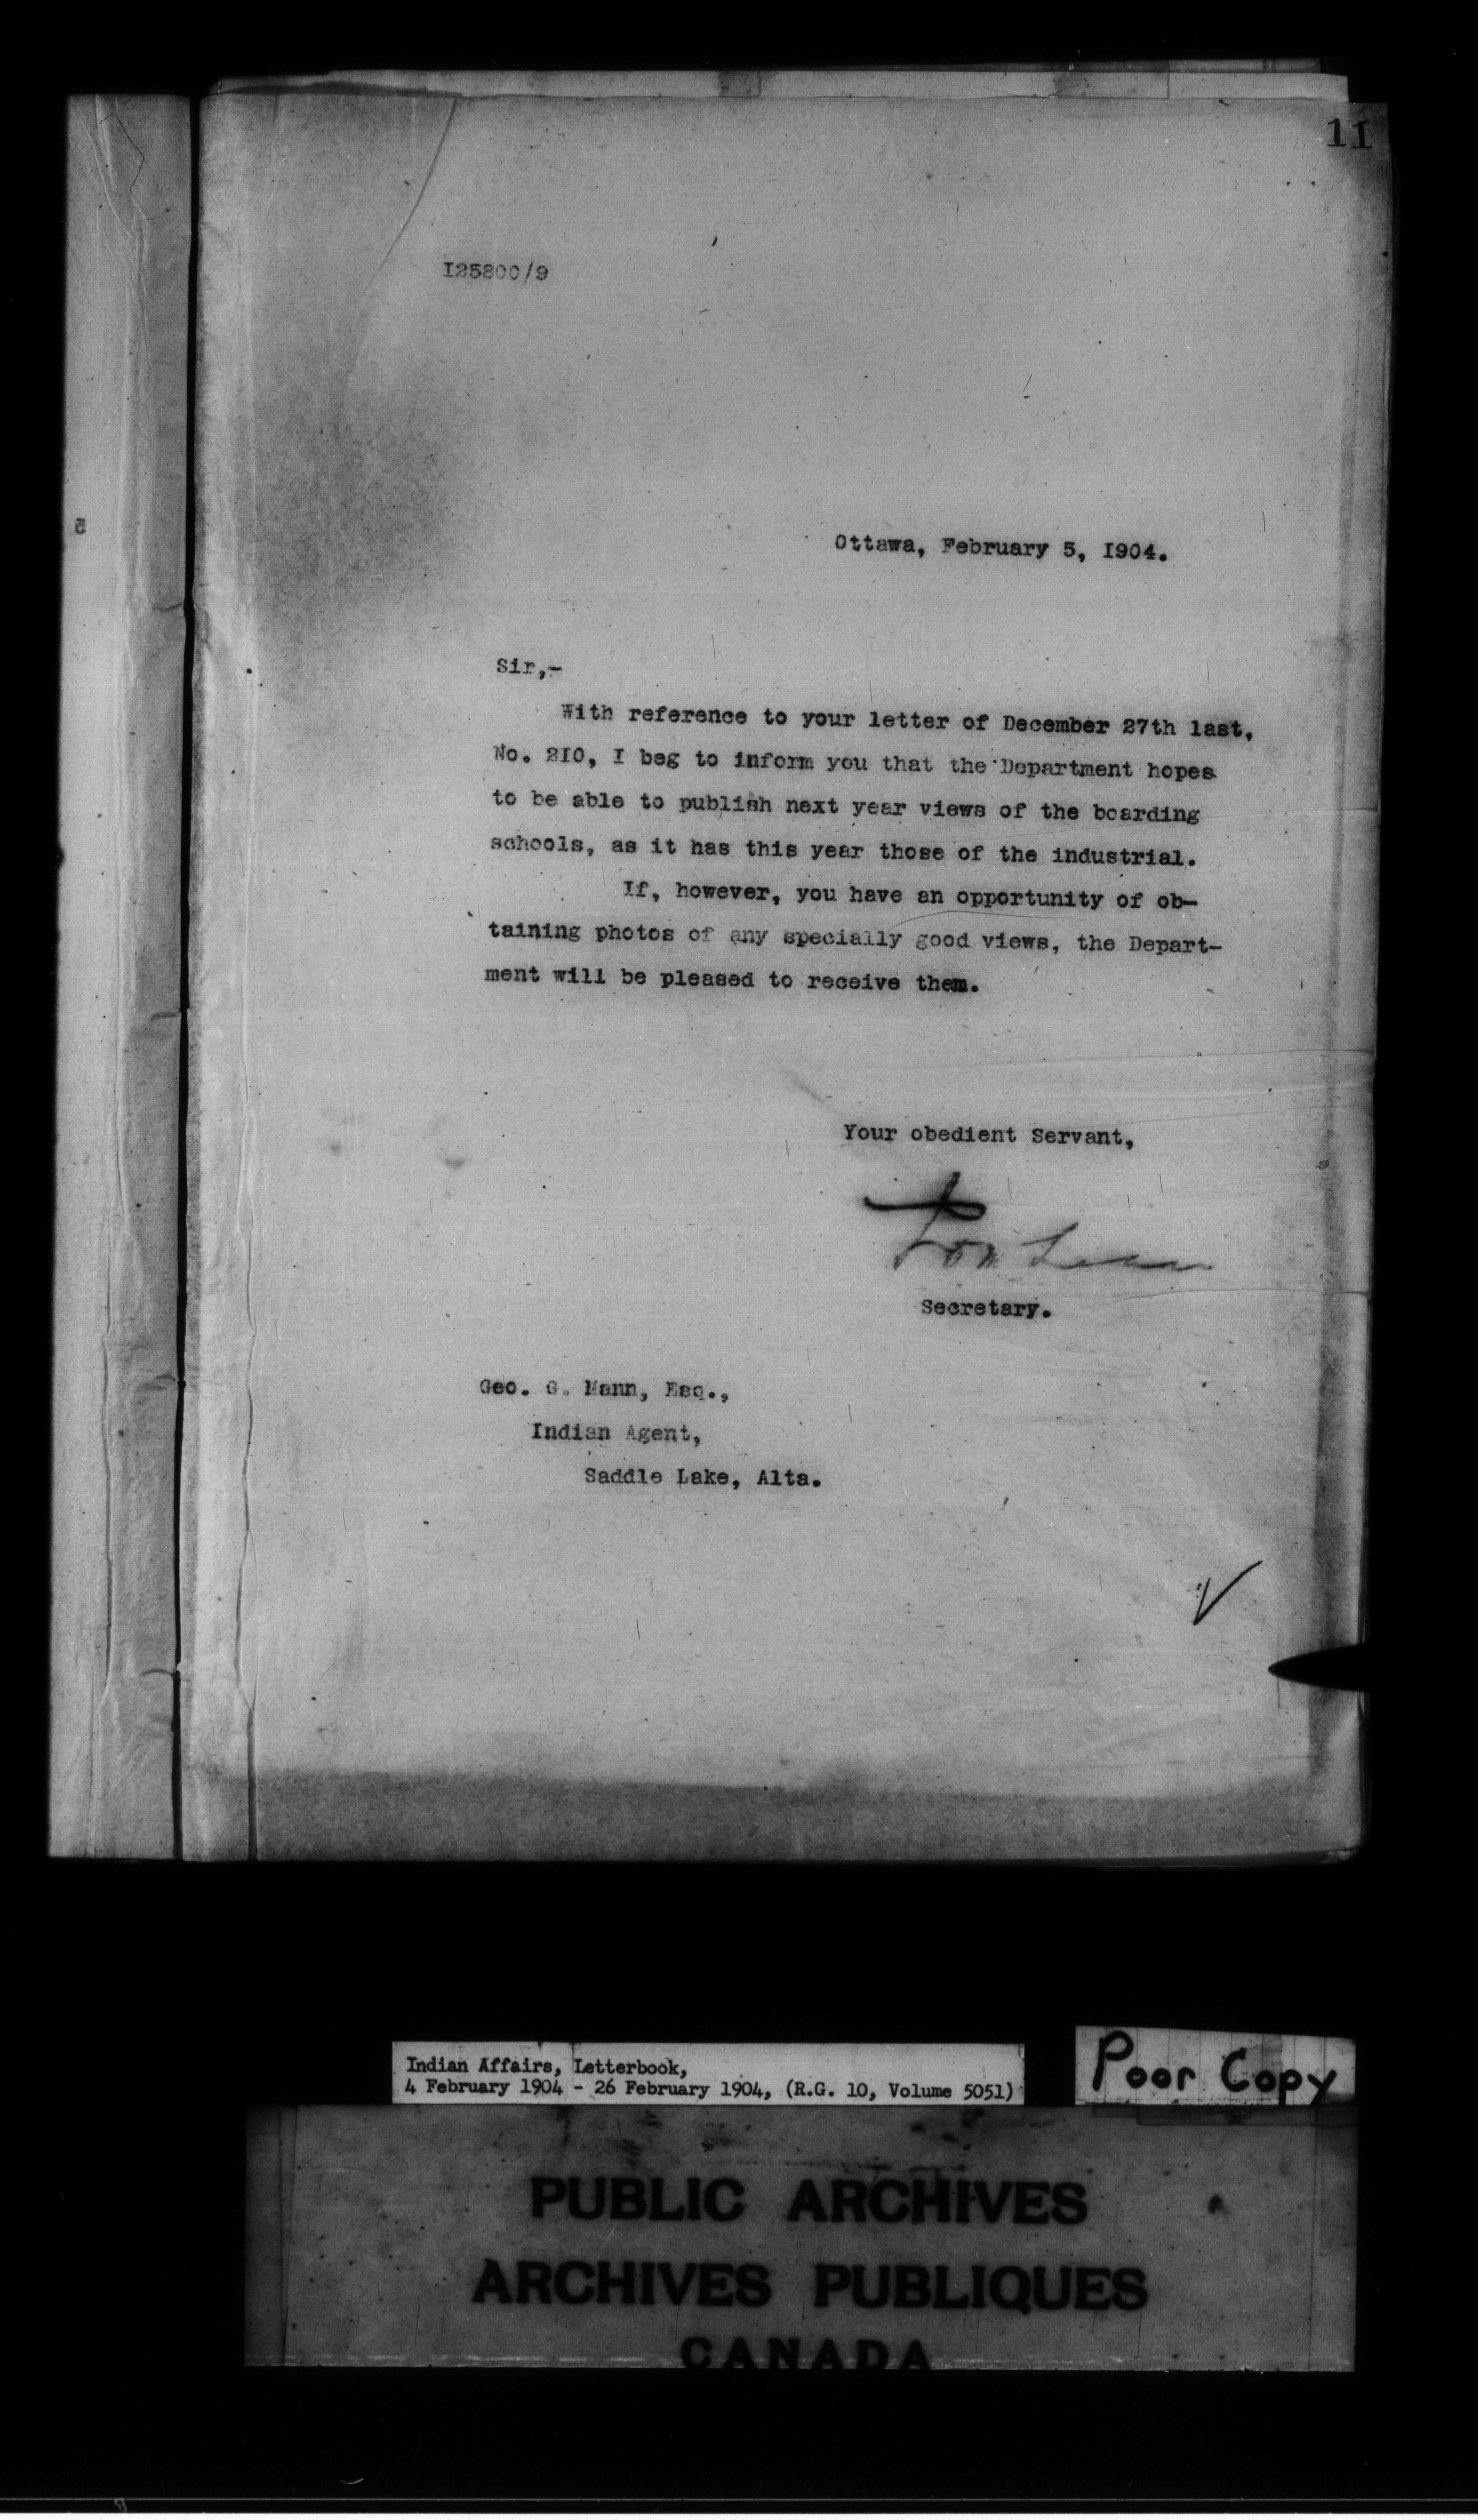 11
I25800/9
Ottawa, February 5, I904.
Sir,-
With reference to your letter of December 27th last,
No. 2I0, I beg to inform you that the Department hopes
to be able to publish next year views of the boarding
schools, as it has this year those of the industrial.
If, however, you have an opportunity of ob-
taining photos of any specially good views, the Depart-
ment will be pleased to receive them.
Your obedient Servant,
Secretary.
Geo. G. Mann, Esq.,
Indian Agent,
Saddle Lake, Alta.
Indian Affairs, Letterbook,
4 February 1904 - 26 February 1904, (R.G. 10, Volume 5051)
Poor Copy
PUBLIC ARCHIVES
ARCHIVES PUBLIQUES
CANADA